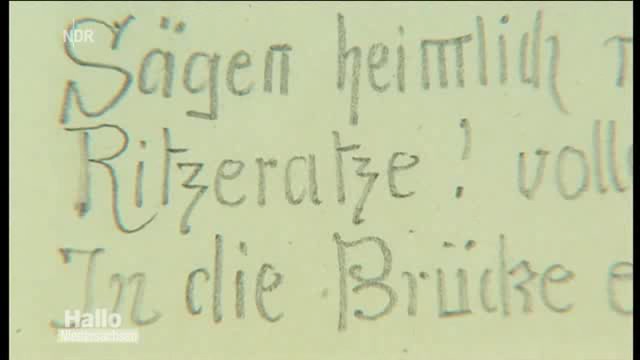 NDR
Sägen heimlich
Ritzeratze! voll
In die Brücke e
Hallo
Niedersachsen